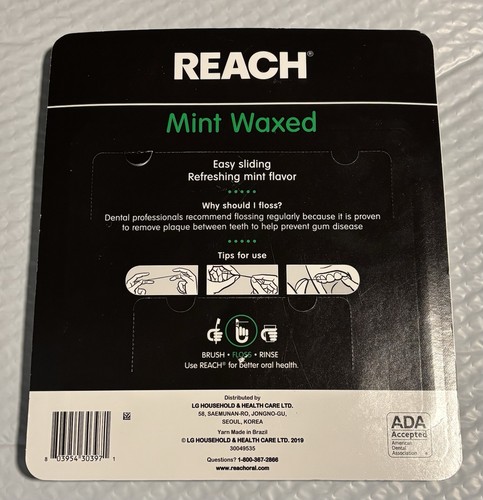 REACH®
Mint Waxed
Easy sliding
Refreshing mint flavor
Why should I floss?
Dental professionals recommend flossing regularly because it is proven
to remove plaque between teeth to help prevent gum disease
Tips for use
BRUSH • FLOSS • RINSE
Use REACH® for better oral health.
Distributed by
LG HOUSEHOLD & HEALTH CARE LTD.
58, SAEMUNAN-RO, JONGNO-GU,
SEOUL, KOREA
Yarn Made in Brazil
© LG HOUSEHOLD & HEALTH CARE LTD. 2019
30049535
Questions? 1-800-367-2866
www.reachoral.com
8 03954 30397 1
ADA
Accepted
American
Dental
Association